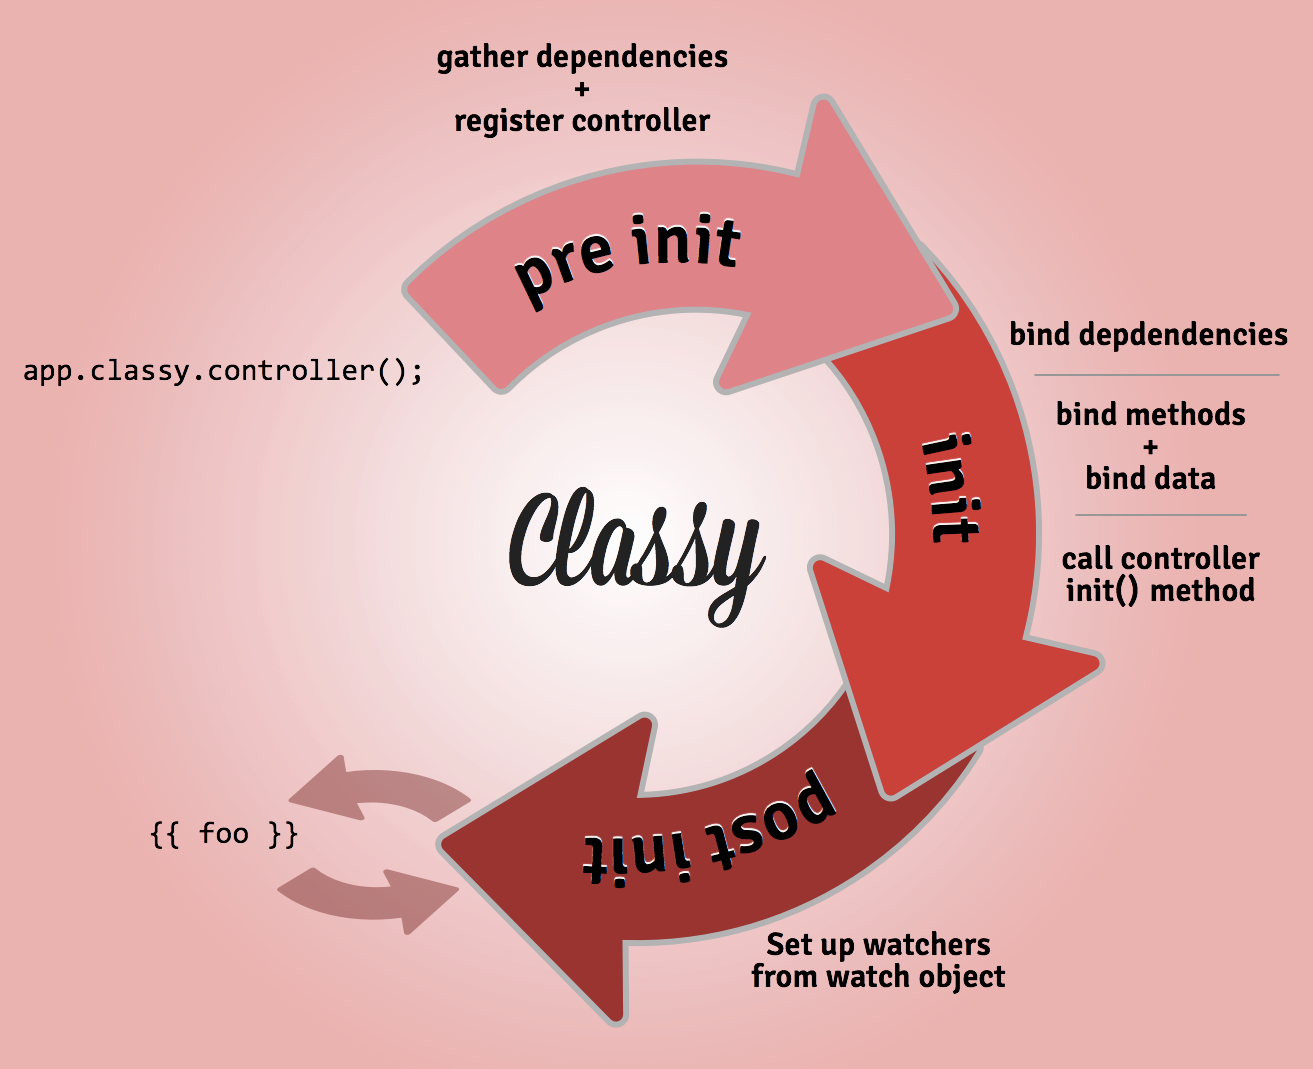 gather dependencies
+
register controller
pre init
app.classy.controller();
bind depdendencies
bind methods
+
bind data
call controller
init() method
init
Classy
post init
{{ foo }}
Set up watchers
from watch object